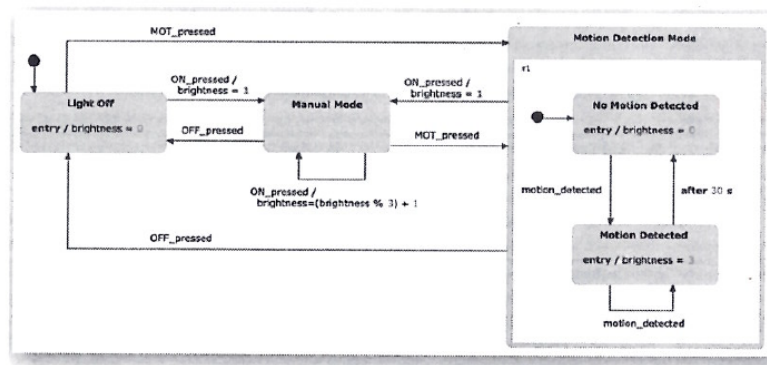 MOT_pressed
Motion Detection Mode
r1
ON_pressed /
brightness = 1
ON_pressed /
brightness = 1
Light Off
entry / brightness = 0
Manual Mode
No Motion Detected
entry / brightness = 0
OFF_pressed
MOT_pressed
ON_pressed /
brightness=(brightness % 3) + 1
motion_detected
after 30 s
OFF_pressed
Motion Detected
entry / brightness = 3
motion_detected